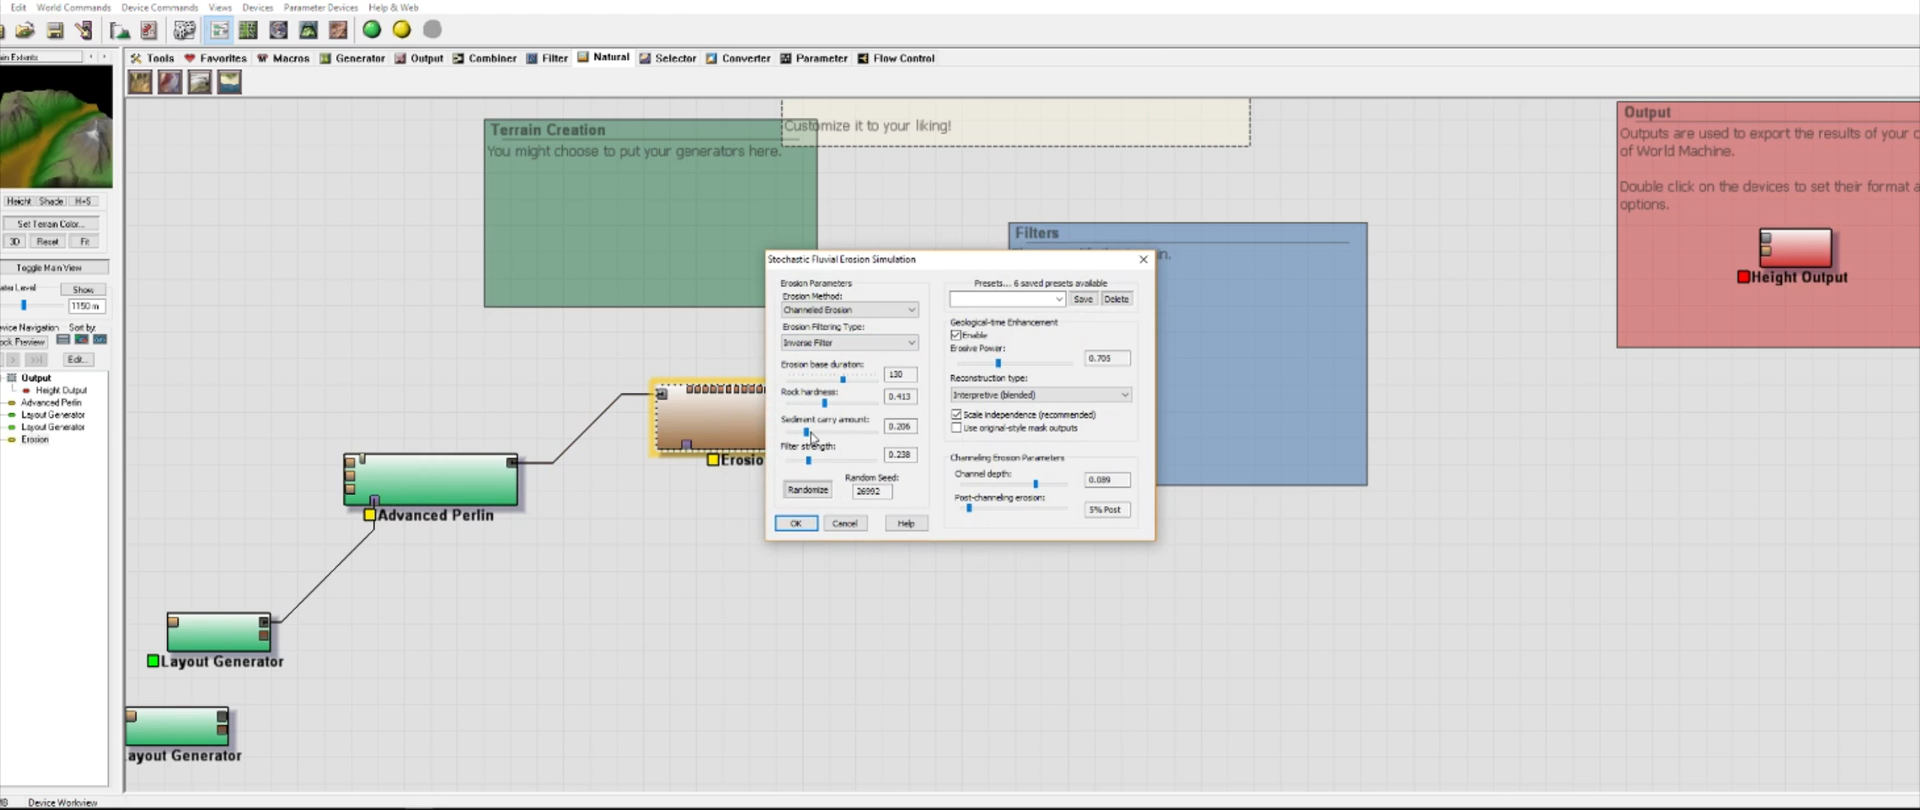 Edit World Commands Device Commands Views Devices Parameter Devices Help & Web
Tools Favorites Macros Generator Output Combiner Filter Natural Selector Converter Parameter Flow Control
Height Shade H+S
Set Terrain Color...
3D Reset Fit
Toggle Main View
Show
1150 m
Sort by:
Edit...
Output
Height Output
Advanced Perlin
Layout Generator
Layout Generator
Erosion
Device Workview
Customize it to your liking!
Terrain Creation
You might choose to put your generators here.
Filters
in.
Output
Outputs are used to export the results of your
of World Machine.
Double click on the devices to set their format
options.
Height Output
Erosio
Advanced Perlin
Layout Generator
ayout Generator
Stochastic Fluvial Erosion Simulation
Erosion Parameters
Erosion Method:
Channeled Erosion
Erosion Filtering Type:
Inverse Filter
Erosion base duration:
130
Rock hardness:
0.413
Sediment carry amount:
0.206
Filter strength:
0.238
Randomize
Random Seed:
26992
OK Cancel Help
Presets... 6 saved presets available
Save Delete
Geological-time Enhancement
Enable
Erosive Power:
0.705
Reconstruction type:
Interpretive (blended)
Scale independence (recommended)
Use original-style mask outputs
Channeling Erosion Parameters
Channel depth:
0.089
Post-channeling erosion:
5% Post